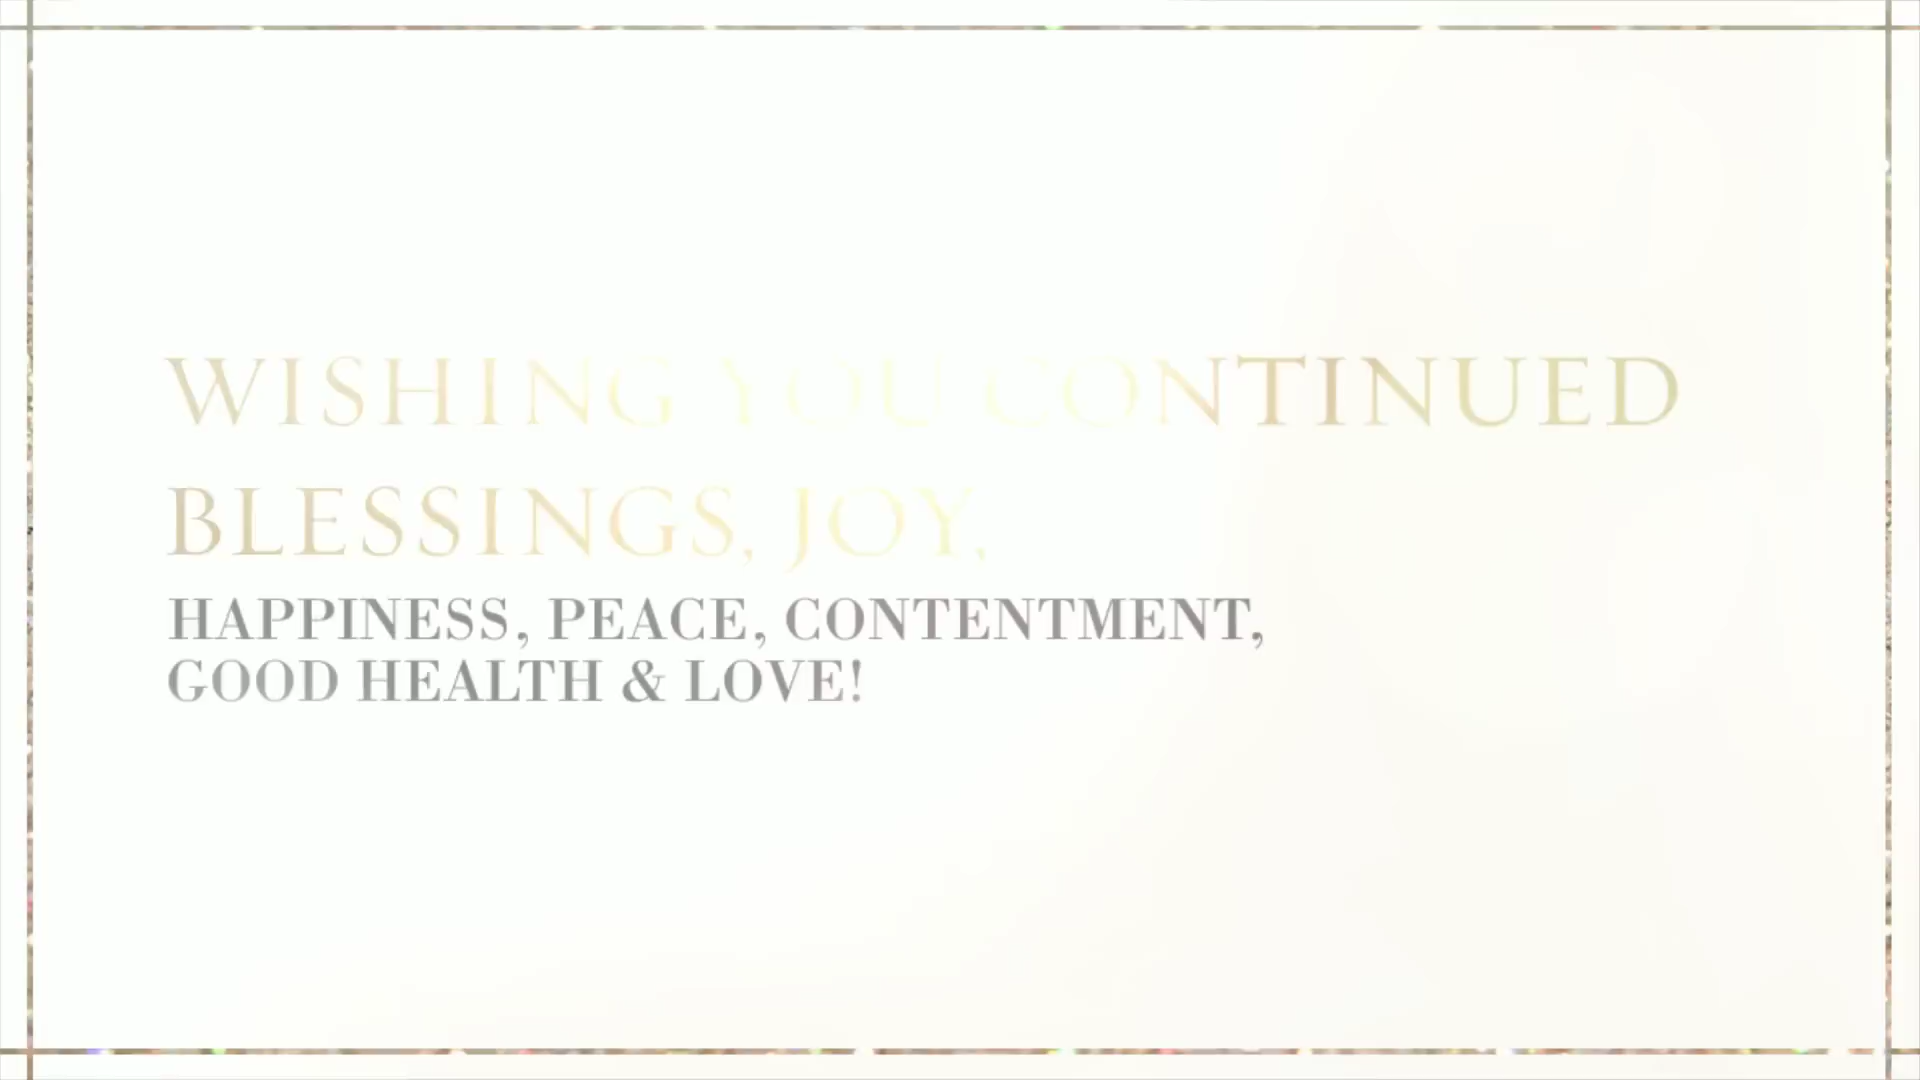 WISHING YOU CONTINUED
BLESSINGS, JOY,
HAPPINESS, PEACE, CONTENTMENT,
GOOD HEALTH & LOVE!